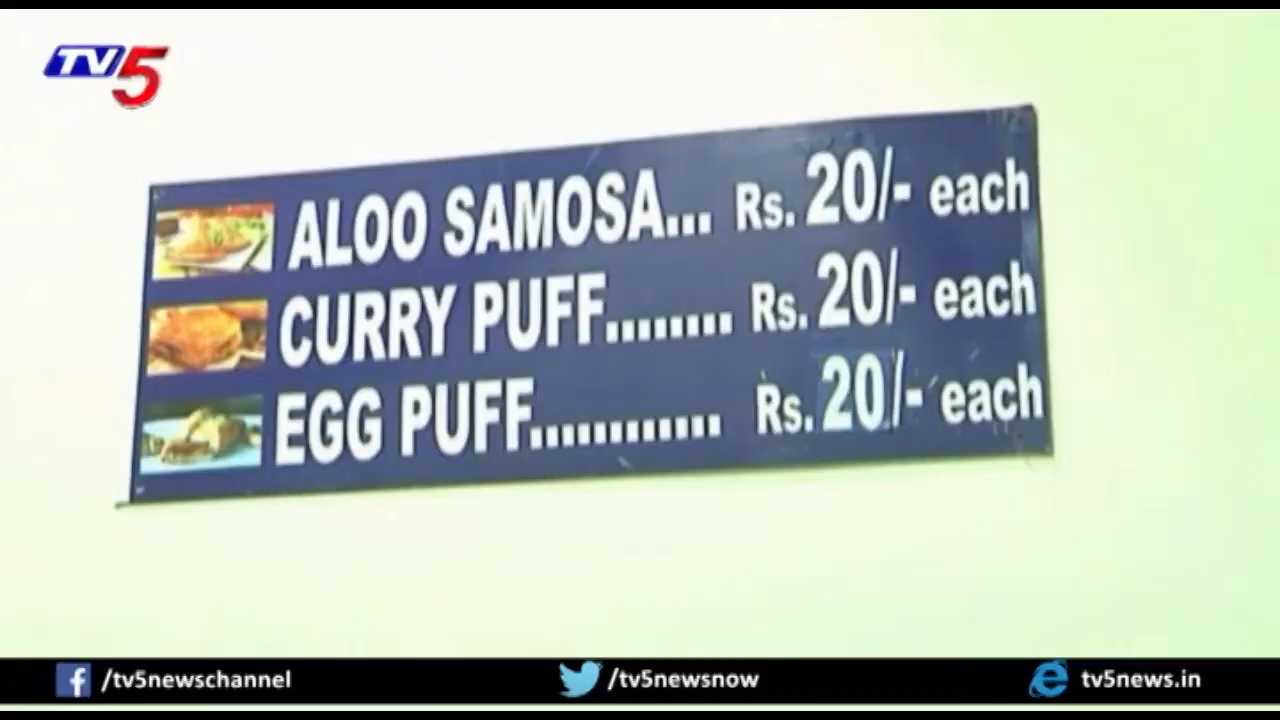 TV5
ALOO SAMOSA... Rs. 20/- each
CURRY PUFF........ Rs. 20/- each
EGG PUFF............ Rs. 20/- each
/tv5newschannel
/tv5newsnow
tv5news.in